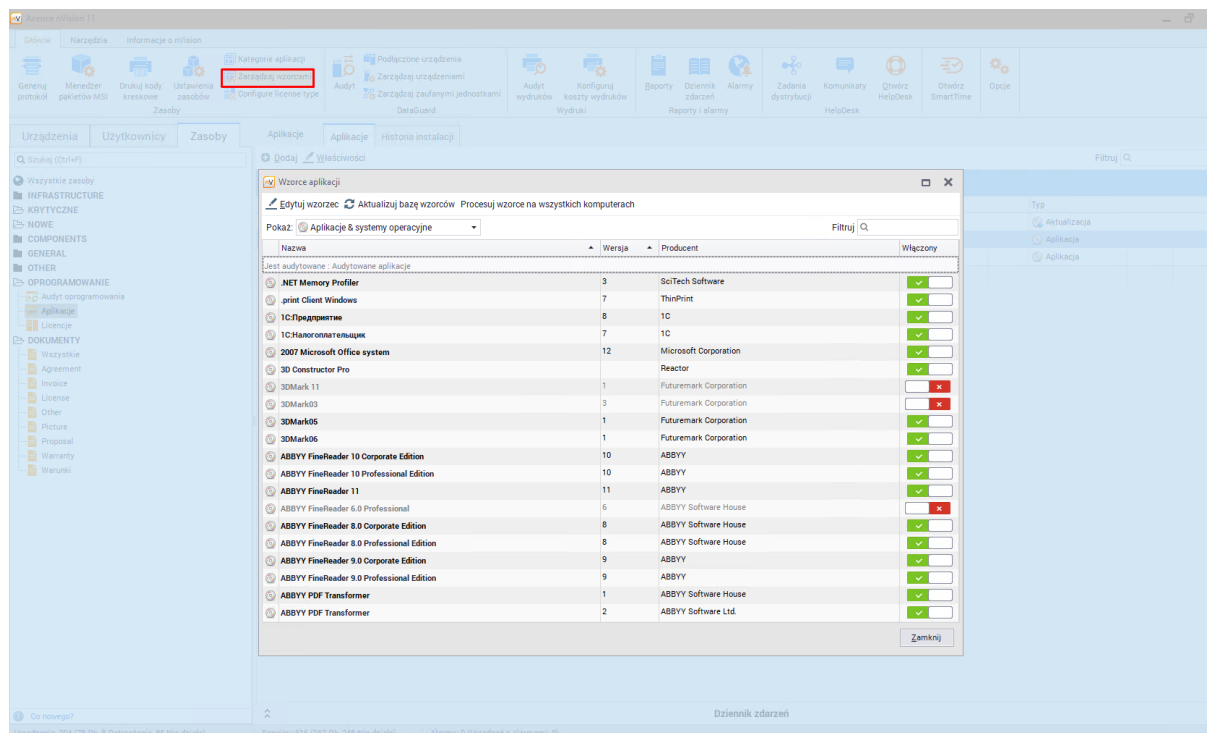 Axence nVision 11
Główne Narzędzia Informacje o nVision
Generuj protokół
Menedżer pakietów MSI
Drukuj kody kreskowe
Ustawienia zasobów
Kategorie aplikacji
Zarządzaj wzorcami
Configure license type
Zasoby
Audyt
Podłączone urządzenia
Zarządzaj urządzeniami
Zarządzaj zaufanymi jednostkami
DataGuard
Audyt wydruków
Konfiguruj koszty wydruków
Wydruki
Raporty
Dziennik zdarzeń
Alarmy
Raporty i alarmy
Zadania dystrybucji
Komunikaty
Otwórz HelpDesk
HelpDesk
Otwórz SmartTime
Opcje
Urządzenia Użytkownicy Zasoby
Aplikacje Aplikacje Historia instalacji
Szukaj (Ctrl+F)
Dodaj Właściwości
Filtruj
Wszystkie zasoby
INFRASTRUCTURE
KRYTYCZNE
NOWE
COMPONENTS
GENERAL
OTHER
OPROGRAMOWANIE
Audyt oprogramowania
Aplikacje
Licencje
DOKUMENTY
Wszystkie
Agreement
Invoice
License
Other
Picture
Proposal
Warranty
Warunki
Typ
Aktualizacja
Aplikacja
Aplikacja
Wzorce aplikacji
Edytuj wzorzec Aktualizuj bazę wzorców Procesuj wzorce na wszystkich komputerach
Pokaż: Aplikacje & systemy operacyjne Filtruj
Nazwa Wersja Producent Włączony
Jest audytowane : Audytowane aplikacje
.NET Memory Profiler 3 SciTech Software
.print Client Windows 7 ThinPrint
1С:Предприятие 8 1C
1С:Налогоплательщик 7 1C
2007 Microsoft Office system 12 Microsoft Corporation
3D Constructor Pro Reactor
3DMark 11 1 Futuremark Corporation
3DMark03 3 Futuremark Corporation
3DMark05 1 Futuremark Corporation
3DMark06 1 Futuremark Corporation
ABBYY FineReader 10 Corporate Edition 10 ABBYY
ABBYY FineReader 10 Professional Edition 10 ABBYY
ABBYY FineReader 11 11 ABBYY
ABBYY FineReader 6.0 Professional 6 ABBYY Software House
ABBYY FineReader 8.0 Corporate Edition 8 ABBYY Software House
ABBYY FineReader 8.0 Professional Edition 8 ABBYY Software House
ABBYY FineReader 9.0 Corporate Edition 9 ABBYY
ABBYY FineReader 9.0 Professional Edition 9 ABBYY
ABBYY PDF Transformer 1 ABBYY Software House
ABBYY PDF Transformer 2 ABBYY Software Ltd.
Zamknij
Co nowego?
Dziennik zdarzeń